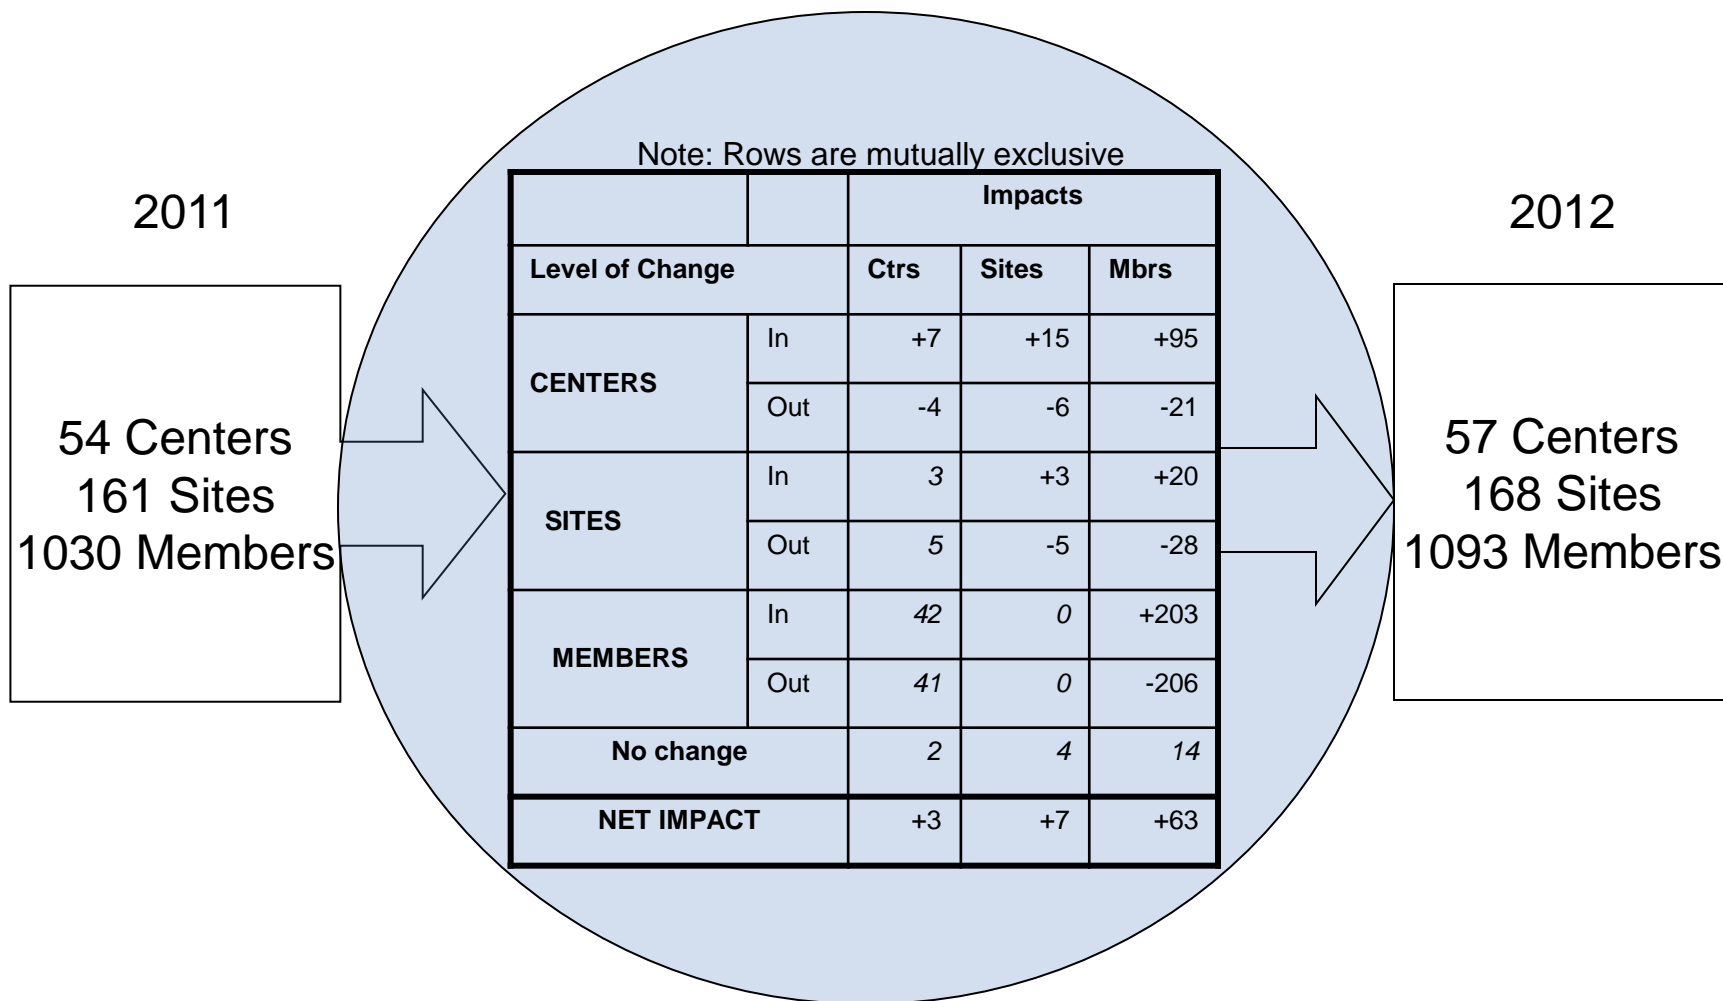 Note: Rows are mutually exclusive
2011
54 Centers
161 Sites
1030 Members
Impacts
Level of Change Ctrs Sites Mbrs
CENTERS
In +7 +15 +95
Out -4 -6 -21
SITES
In 3 +3 +20
Out 5 -5 -28
MEMBERS
In 42 0 +203
Out 41 0 -206
No change 2 4 14
NET IMPACT +3 +7 +63
2012
57 Centers
168 Sites
1093 Members